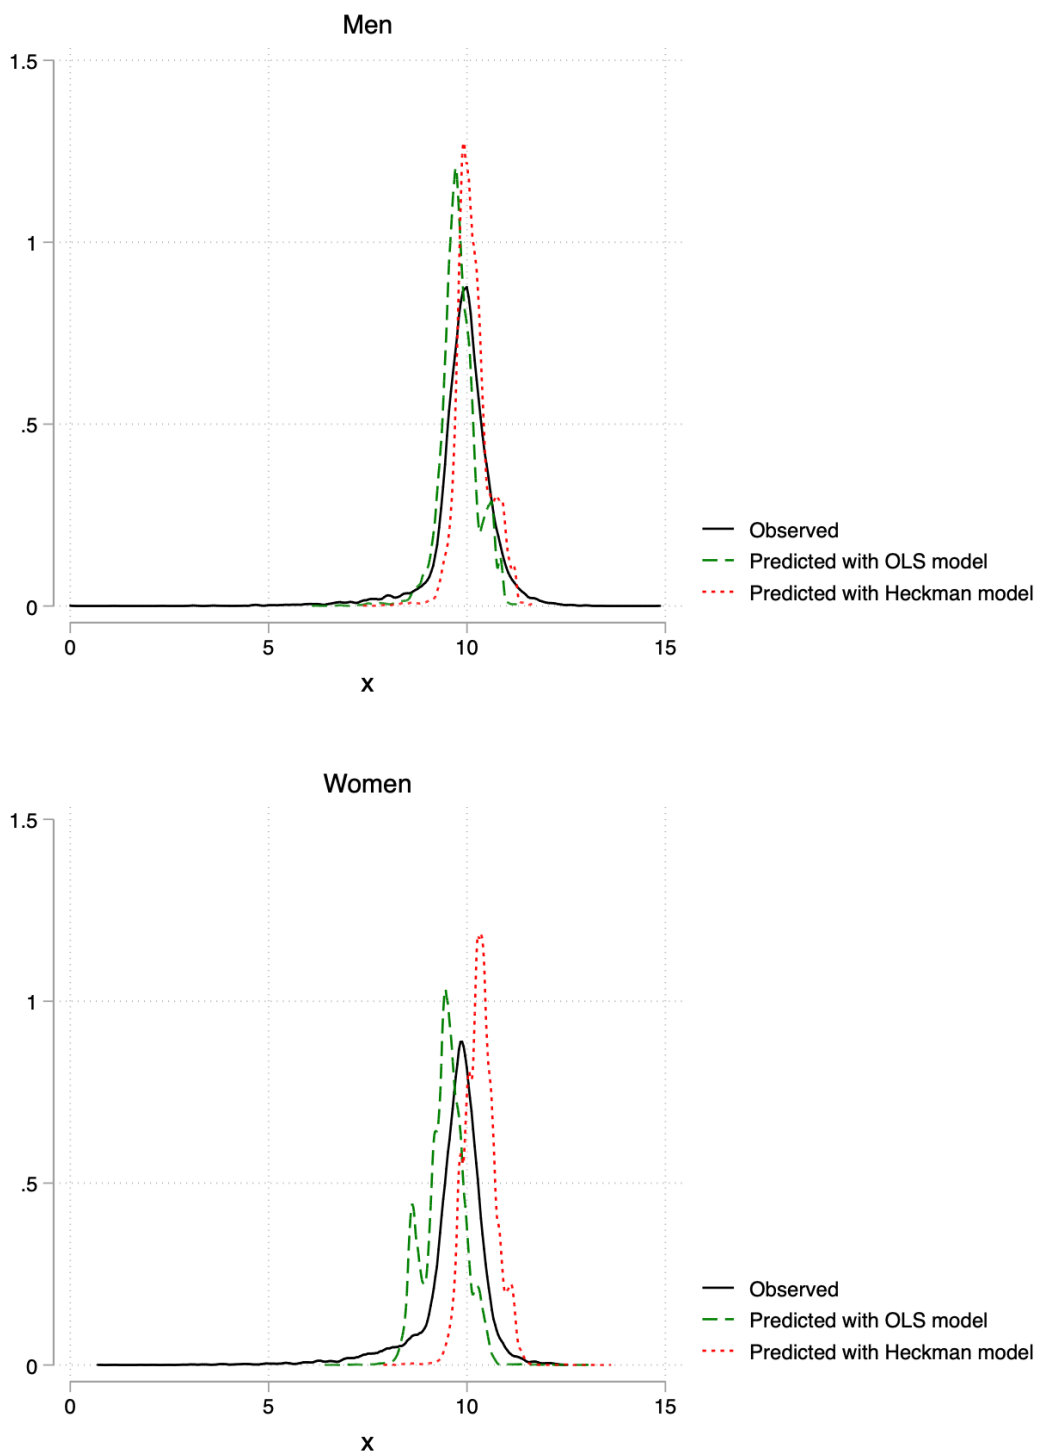 Men
1.5
1
.5
0
0 5 10 15
x
Observed
Predicted with OLS model
Predicted with Heckman model
Women
1.5
1
.5
0
0 5 10 15
x
Observed
Predicted with OLS model
Predicted with Heckman model